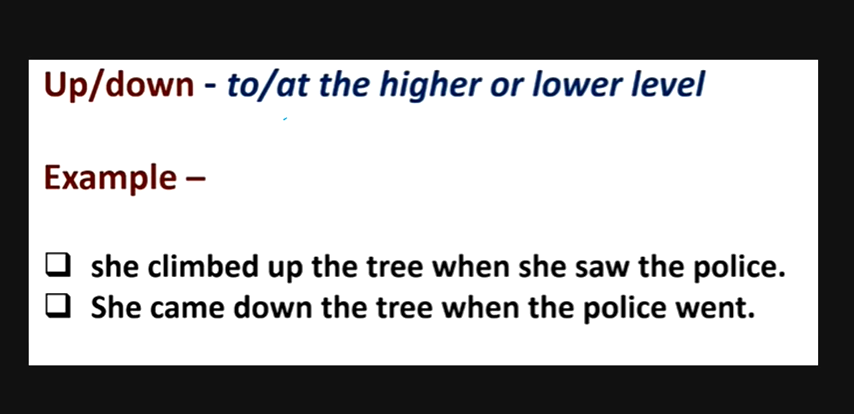 Up/down - to/at the higher or lower level
Example –
❑ she climbed up the tree when she saw the police.
❑ She came down the tree when the police went.